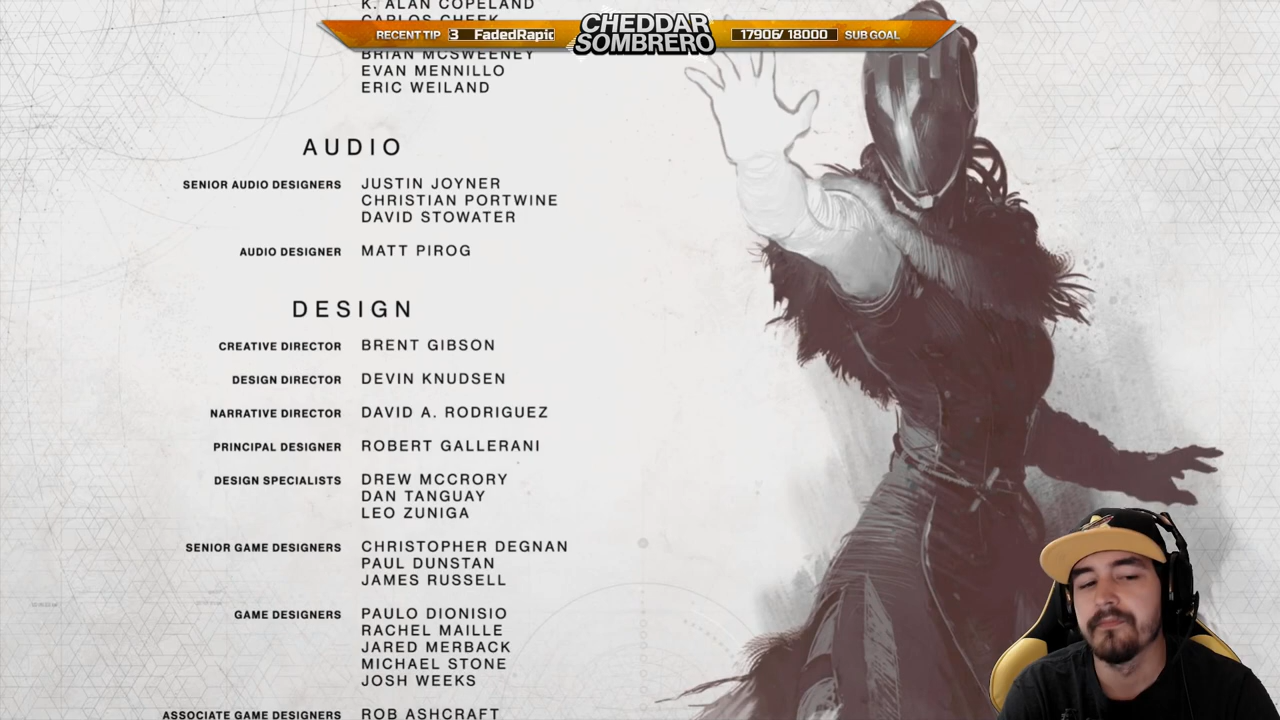 K. ALAN COPELAND
CARLOS CHEEK
RECENT TIP 3 FadedRapid
CHEDDAR
SOMBRERO
17906/ 18000 SUB GOAL
BRIAN MCSWEENEY
EVAN MENNILLO
ERIC WEILAND
AUDIO
SENIOR AUDIO DESIGNERS JUSTIN JOYNER
CHRISTIAN PORTWINE
DAVID STOWATER
AUDIO DESIGNER MATT PIROG
DESIGN
CREATIVE DIRECTOR BRENT GIBSON
DESIGN DIRECTOR DEVIN KNUDSEN
NARRATIVE DIRECTOR DAVID A. RODRIGUEZ
PRINCIPAL DESIGNER ROBERT GALLERANI
DESIGN SPECIALISTS DREW MCCRORY
DAN TANGUAY
LEO ZUNIGA
SENIOR GAME DESIGNERS CHRISTOPHER DEGNAN
PAUL DUNSTAN
JAMES RUSSELL
GAME DESIGNERS PAULO DIONISIO
RACHEL MAILLE
JARED MERBACK
MICHAEL STONE
JOSH WEEKS
ASSOCIATE GAME DESIGNERS ROB ASHCRAFT